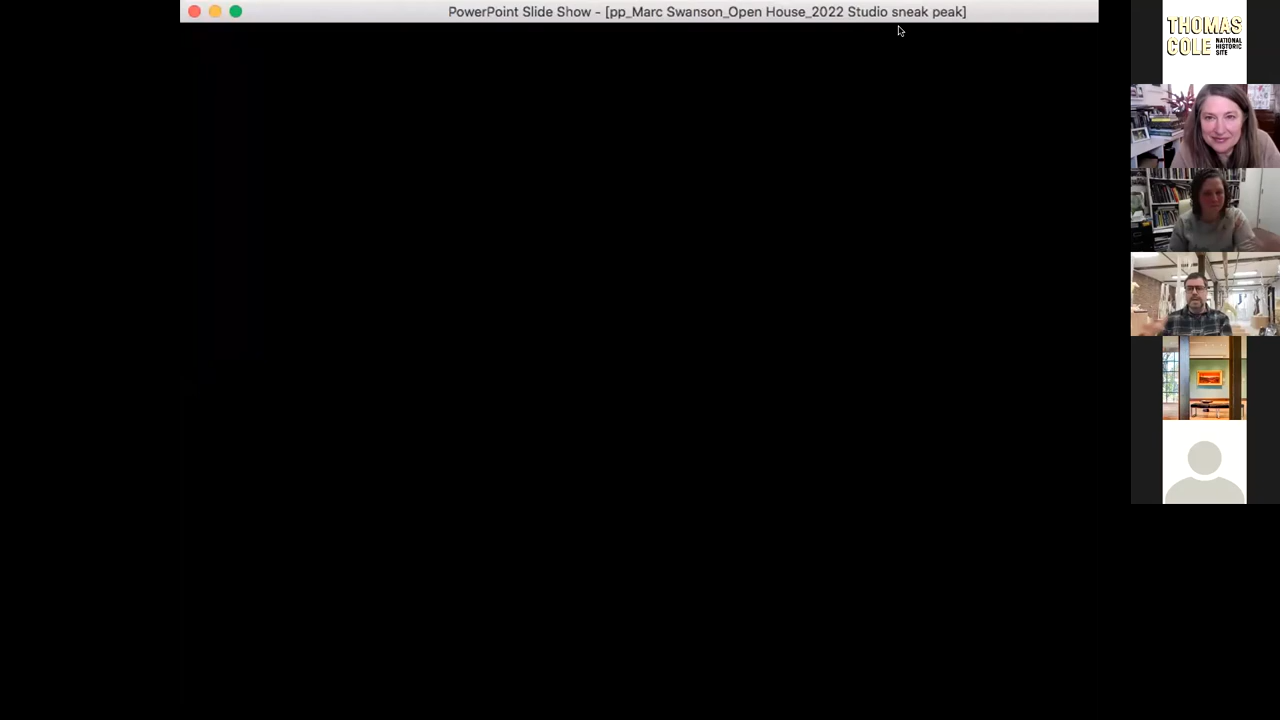 PowerPoint Slide Show - [pp_Marc Swanson_Open House_2022 Studio sneak peak]
THOMAS
COLE NATIONAL
HISTORIC
SITE